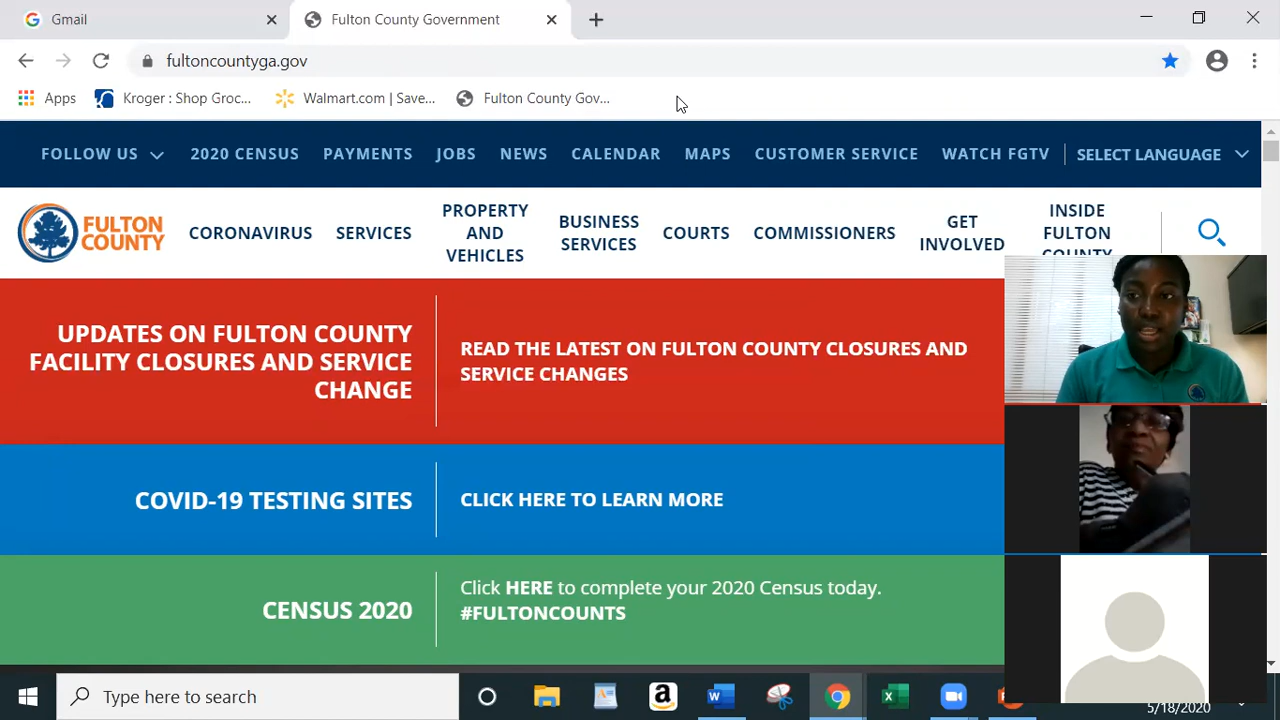 Gmail
Fulton County Government
fultoncountyga.gov
Apps
Kroger : Shop Groc...
Walmart.com | Save...
Fulton County Gov...
FOLLOW US
2020 CENSUS
PAYMENTS
JOBS
NEWS
CALENDAR
MAPS
CUSTOMER SERVICE
WATCH FGTV
SELECT LANGUAGE
FULTON
COUNTY
CORONAVIRUS
SERVICES
PROPERTY
AND
VEHICLES
BUSINESS
SERVICES
COURTS
COMMISSIONERS
GET
INVOLVED
INSIDE
FULTON
COUNTY
UPDATES ON FULTON COUNTY
FACILITY CLOSURES AND SERVICE
CHANGE
READ THE LATEST ON FULTON COUNTY CLOSURES AND
SERVICE CHANGES
COVID-19 TESTING SITES
CLICK HERE TO LEARN MORE
CENSUS 2020
Click HERE to complete your 2020 Census today.
#FULTONCOUNTS
Type here to search
5/18/2020